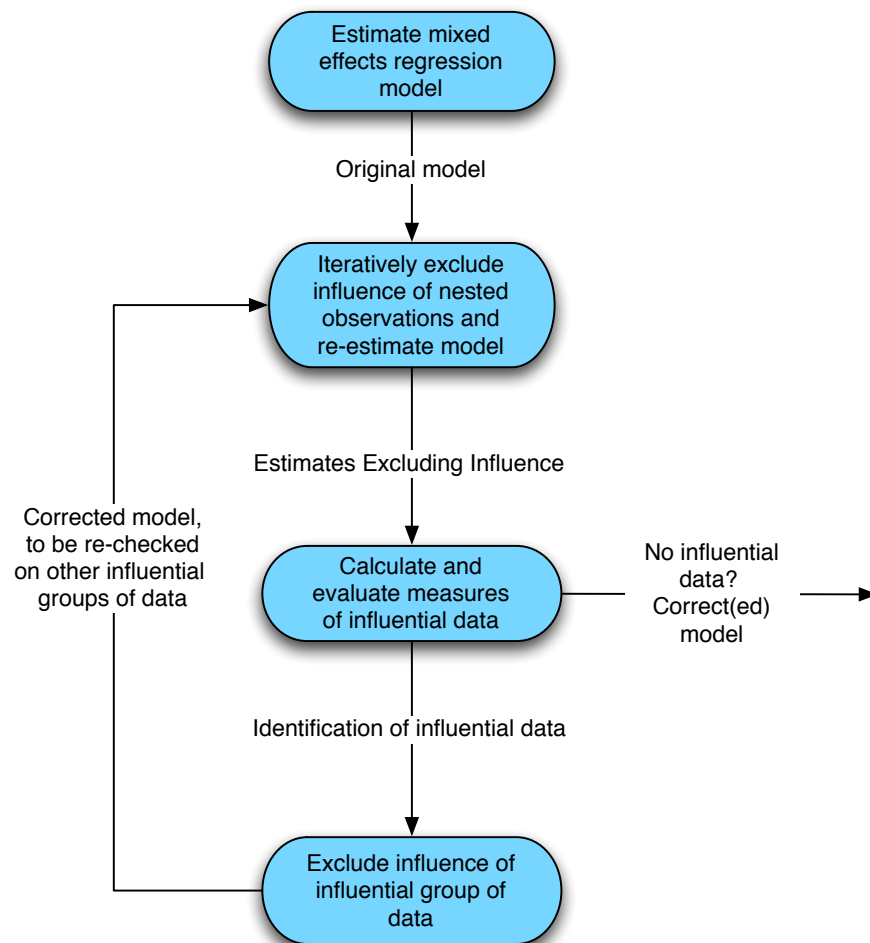 Estimate mixed
effects regression
model
Original model
Iteratively exclude
influence of nested
observations and
re-estimate model
Estimates Excluding Influence
Corrected model,
to be re-checked
on other influential
groups of data
Calculate and
evaluate measures
of influential data
No influential
data?
Correct(ed)
model
Identification of influential data
Exclude influence of
influential group of
data